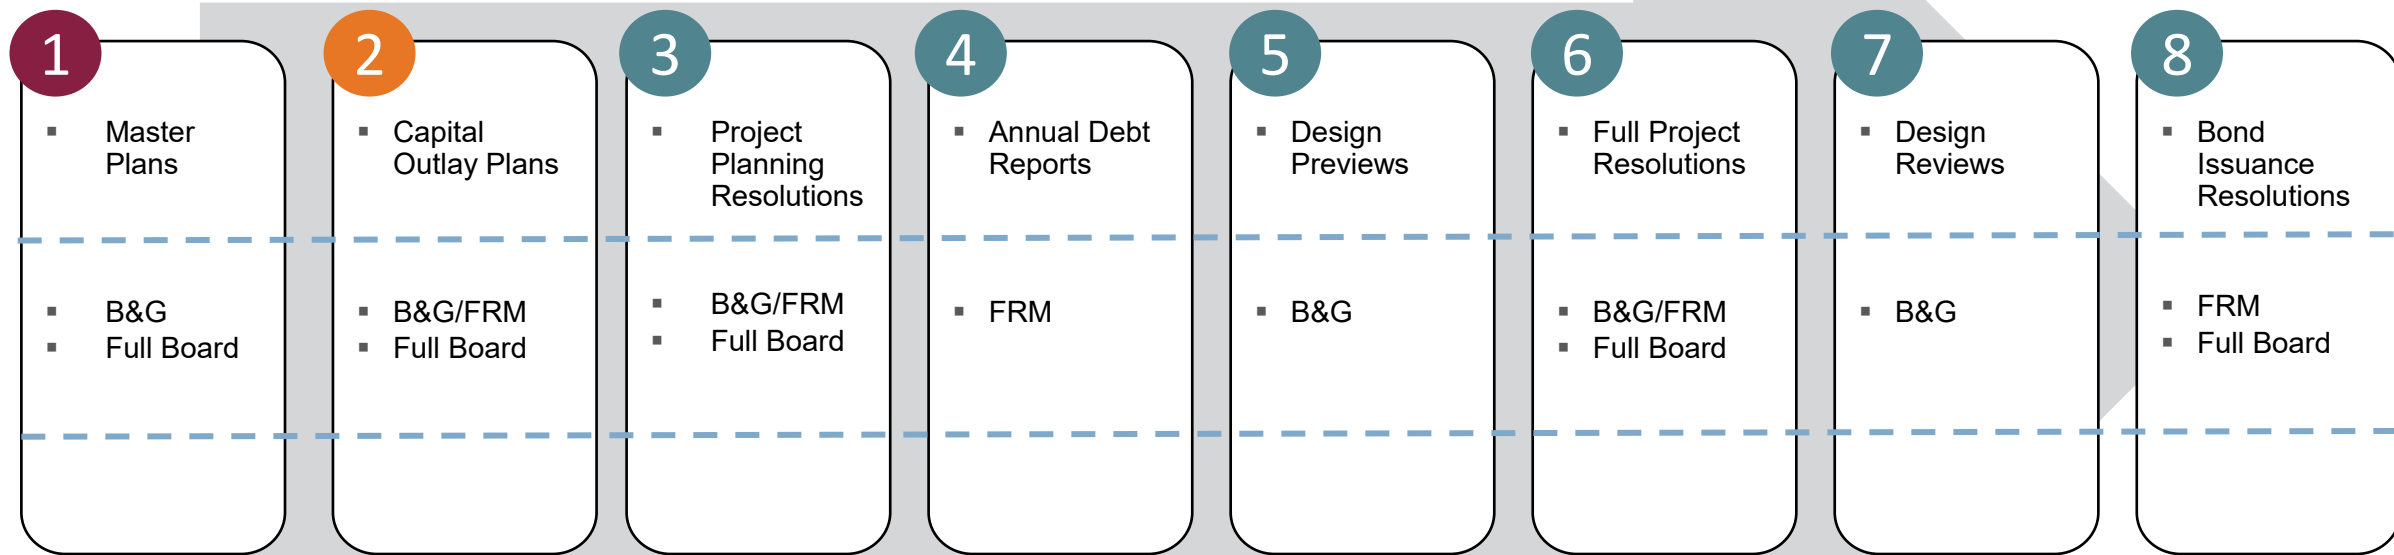 1
Master
Plans
B&G
Full Board
2
Capital
Outlay Plans
B&G/FRM
Full Board
3
Project
Planning
Resolutions
B&G/FRM
Full Board
4
Annual Debt
Reports
FRM
5
Design
Previews
B&G
6
Full Project
Resolutions
B&G/FRM
Full Board
7
Design
Reviews
B&G
8
Bond
Issuance
Resolutions
FRM
Full Board